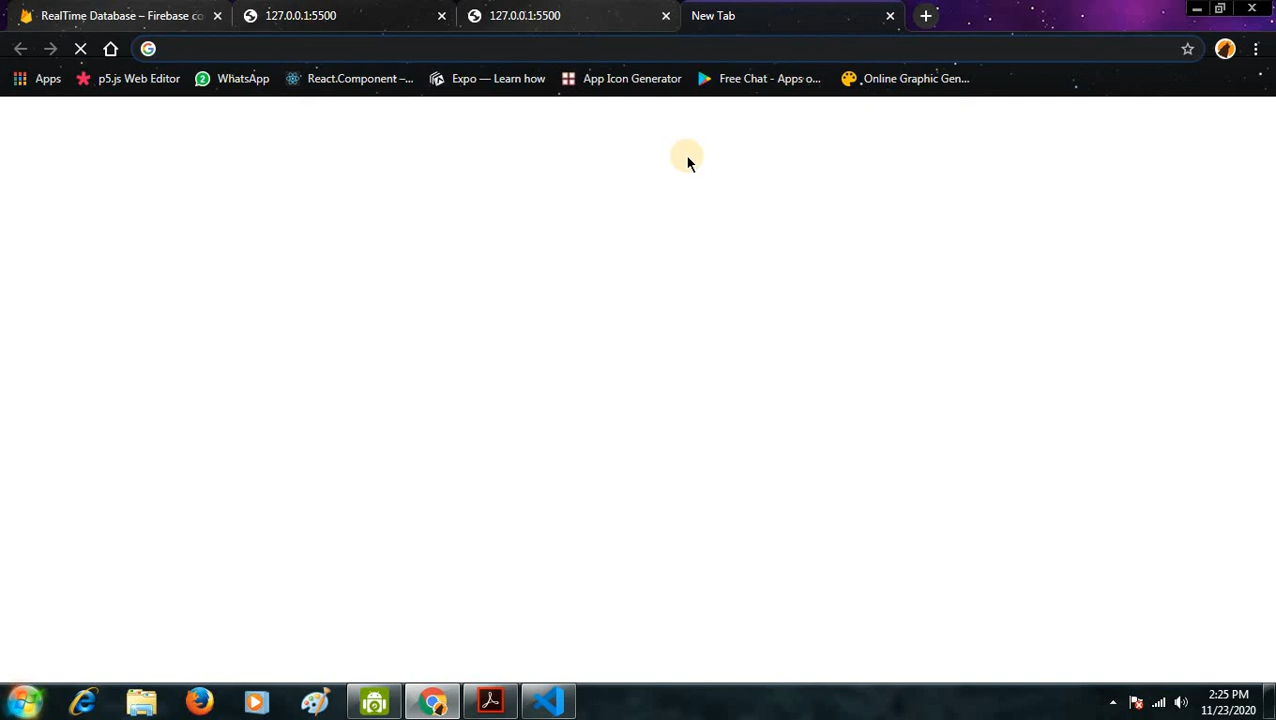 RealTime Database – Firebase co
127.0.0.1:5500
127.0.0.1:5500
New Tab
Apps
p5.js Web Editor
2
WhatsApp
React.Component –...
Expo — Learn how
App Icon Generator
Free Chat - Apps o...
Online Graphic Gen...
2:25 PM
11/23/2020